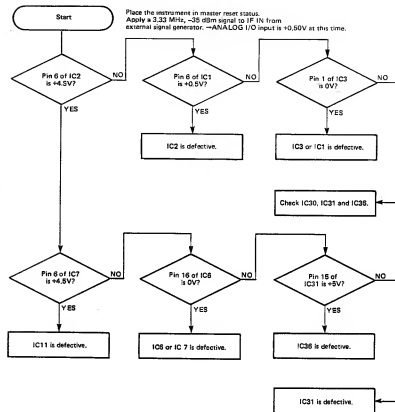 Start
Place the instrument in master reset status.
Apply a 3.33 MHz, -35 dBm signal to IF IN from
external signal generator. →ANALOG I/O input is +0.50V at this time.
Pin 6 of IC2
is +4.5V?
NO
YES
Pin 6 of IC1
is +0.5V?
NO
YES
Pin 1 of IC3
is 0V?
NO
YES
IC2 is defective.
IC3 or IC1 is defective.
Check IC30, IC31 and IC36.
Pin 6 of IC7
is +4.5V?
NO
YES
Pin 16 of IC6
is 0V?
NO
YES
Pin 15 of
IC31 is +5V?
NO
YES
IC11 is defective.
IC6 or IC 7 is defective.
IC36 is defective.
IC31 is defective.